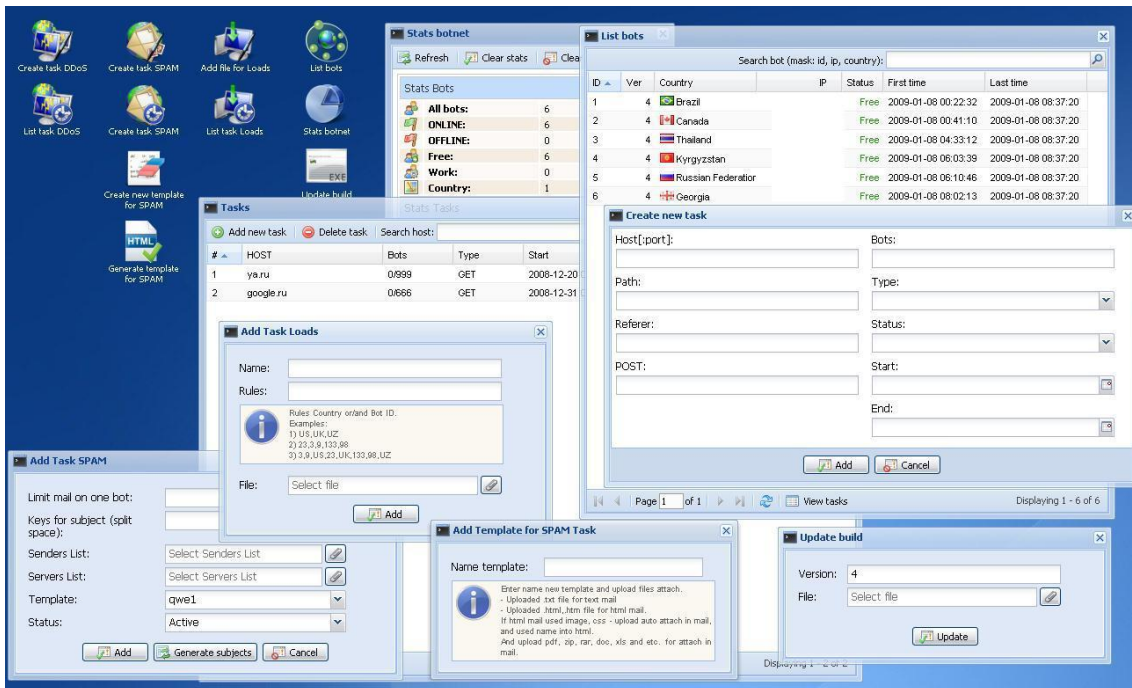 Create task DDoS
Create task SPAM
Add file for Loads
List bots
List task DDoS
Create task SPAM
List task Loads
Stats botnet
Create new template
for SPAM
EXE
Update build
HTML
Generate template
for SPAM
Stats botnet
Refresh Clear stats Clea
Stats Bots
All bots: 6
ONLINE: 6
OFFLINE: 0
Free: 6
Work: 0
Country: 1
Stats Tasks
List bots
Search bot (mask: id, ip, country):
ID Ver Country IP Status First time Last time
1 4 Brazil Free 2009-01-08 00:22:32 2009-01-08 08:37:20
2 4 Canada Free 2009-01-08 00:41:10 2009-01-08 08:37:20
3 4 Thailand Free 2009-01-08 04:33:12 2009-01-08 08:37:20
4 4 Kyrgyzstan Free 2009-01-08 06:03:39 2009-01-08 08:37:20
5 4 Russian Federation Free 2009-01-08 06:10:46 2009-01-08 08:37:20
6 4 Georgia Free 2009-01-08 08:02:13 2009-01-08 08:37:20
Page 1 of 1 View tasks Displaying 1 - 6 of 6
Tasks
Add new task Delete task Search host:
# HOST Bots Type Start
1 ya.ru 0/999 GET 2008-12-20
2 google.ru 0/666 GET 2008-12-31
Displaying 1 - 2 of 2
Create new task
Host[:port]: Bots:
Path: Type:
Referer: Status:
POST: Start:
End:
Add Cancel
Add Task Loads
Name:
Rules:
Rules Country or/and Bot ID.
Examples:
1) US,UK,UZ
2) 23,3,9,133,98
3) 3,9,US,23,UK,133,98,UZ
File: Select file
Add
Add Task SPAM
Limit mail on one bot:
Keys for subject (split
space):
Senders List: Select Senders List
Servers List: Select Servers List
Template: qwe1
Status: Active
Add Generate subjects Cancel
Add Template for SPAM Task
Name template:
Enter name new template and upload files attach.
- Uploaded .txt file for text mail
- Uploaded .html,.htm file for html mail.
If html mail used image, css - upload auto attach in mail,
and used name into html.
And upload pdf, zip, rar, doc, xls and etc. for attach in
mail.
Update build
Version: 4
File: Select file
Update